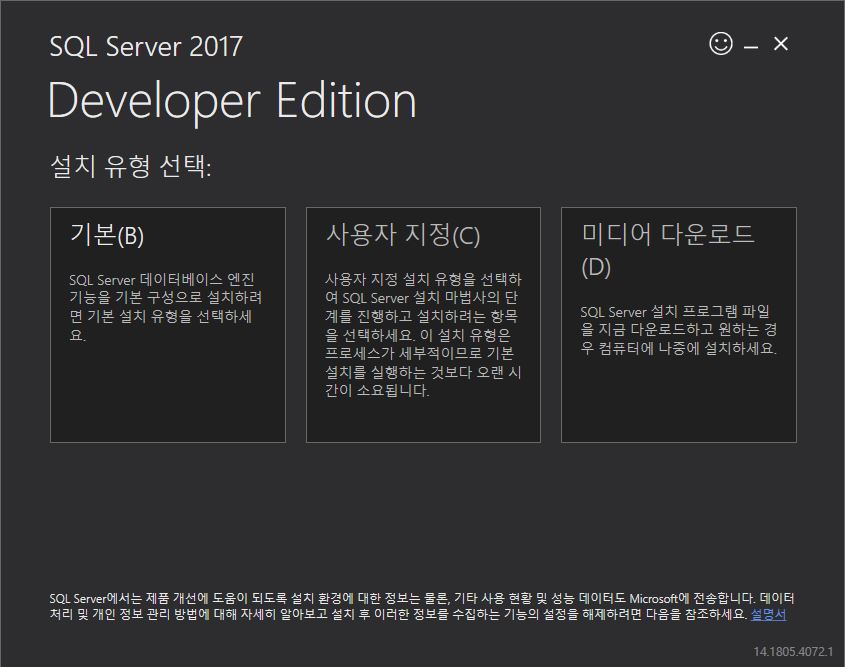 SQL Server 2017
Developer Edition
설치 유형 선택:
기본(B)
SQL Server 데이터베이스 엔진
기능을 기본 구성으로 설치하려
면 기본 설치 유형을 선택하세
요.
사용자 지정(C)
사용자 지정 설치 유형을 선택하
여 SQL Server 설치 마법사의 단
계를 진행하고 설치하려는 항목
을 선택하세요. 이 설치 유형은
프로세스가 세부적이므로 기본
설치를 실행하는 것보다 오랜 시
간이 소요됩니다.
미디어 다운로드
(D)
SQL Server 설치 프로그램 파일
을 지금 다운로드하고 원하는 경
우 컴퓨터에 나중에 설치하세요.
SQL Server에서는 제품 개선에 도움이 되도록 설치 환경에 대한 정보는 물론, 기타 사용 현황 및 성능 데이터도 Microsoft에 전송합니다. 데이터
처리 및 개인 정보 관리 방법에 대해 자세히 알아보고 설치 후 이러한 정보를 수집하는 기능의 설정을 해제하려면 다음을 참조하세요. 설명서
14.1805.4072.1